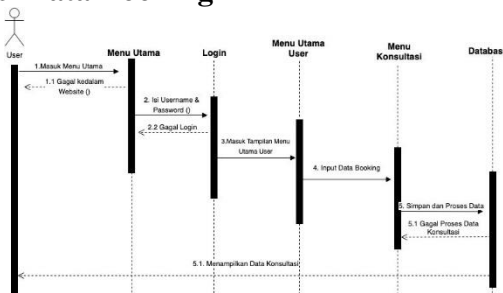 User
Menu Utama
Login
Menu Utama
User
Menu
Konsultasi
Databas
1.Masuk Menu Utama
1.1 Gagal kedalam
Website ()
2. Isi Username &
Password ()
2.2 Gagal Login
3.Masuk Tampilan Menu
Utama User
4. Input Data Booking
5. Simpan dan Proses Data
5.1 Gagal Proses Data
Konsultasi
5.1. Menampilkan Data Konsultasi